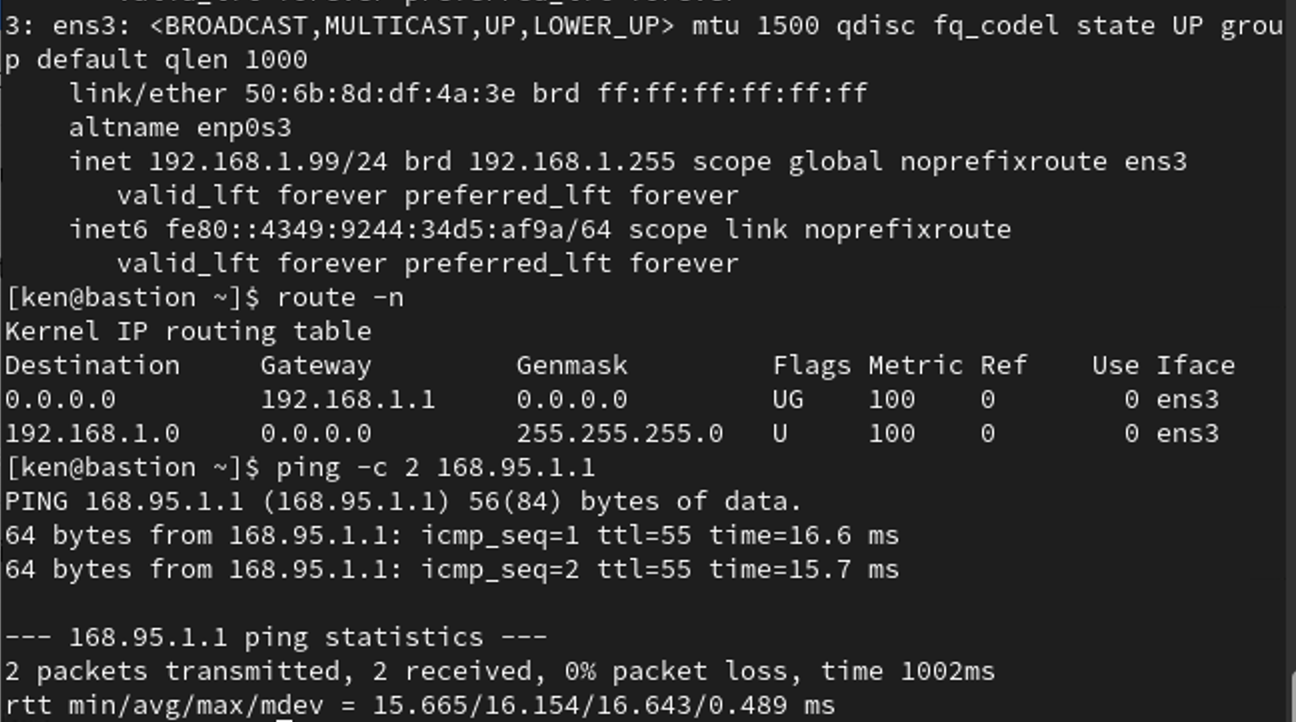 3: ens3: <BROADCAST,MULTICAST,UP,LOWER_UP> mtu 1500 qdisc fq_codel state UP grou
p default qlen 1000
    link/ether 50:6b:8d:df:4a:3e brd ff:ff:ff:ff:ff:ff
    altname enp0s3
    inet 192.168.1.99/24 brd 192.168.1.255 scope global noprefixroute ens3
       valid_lft forever preferred_lft forever
    inet6 fe80::4349:9244:34d5:af9a/64 scope link noprefixroute
       valid_lft forever preferred_lft forever
[ken@bastion ~]$ route -n
Kernel IP routing table
Destination     Gateway         Genmask         Flags Metric Ref    Use Iface
0.0.0.0         192.168.1.1     0.0.0.0         UG    100    0        0 ens3
192.168.1.0     0.0.0.0         255.255.255.0   U     100    0        0 ens3
[ken@bastion ~]$ ping -c 2 168.95.1.1
PING 168.95.1.1 (168.95.1.1) 56(84) bytes of data.
64 bytes from 168.95.1.1: icmp_seq=1 ttl=55 time=16.6 ms
64 bytes from 168.95.1.1: icmp_seq=2 ttl=55 time=15.7 ms

--- 168.95.1.1 ping statistics ---
2 packets transmitted, 2 received, 0% packet loss, time 1002ms
rtt min/avg/max/mdev = 15.665/16.154/16.643/0.489 ms